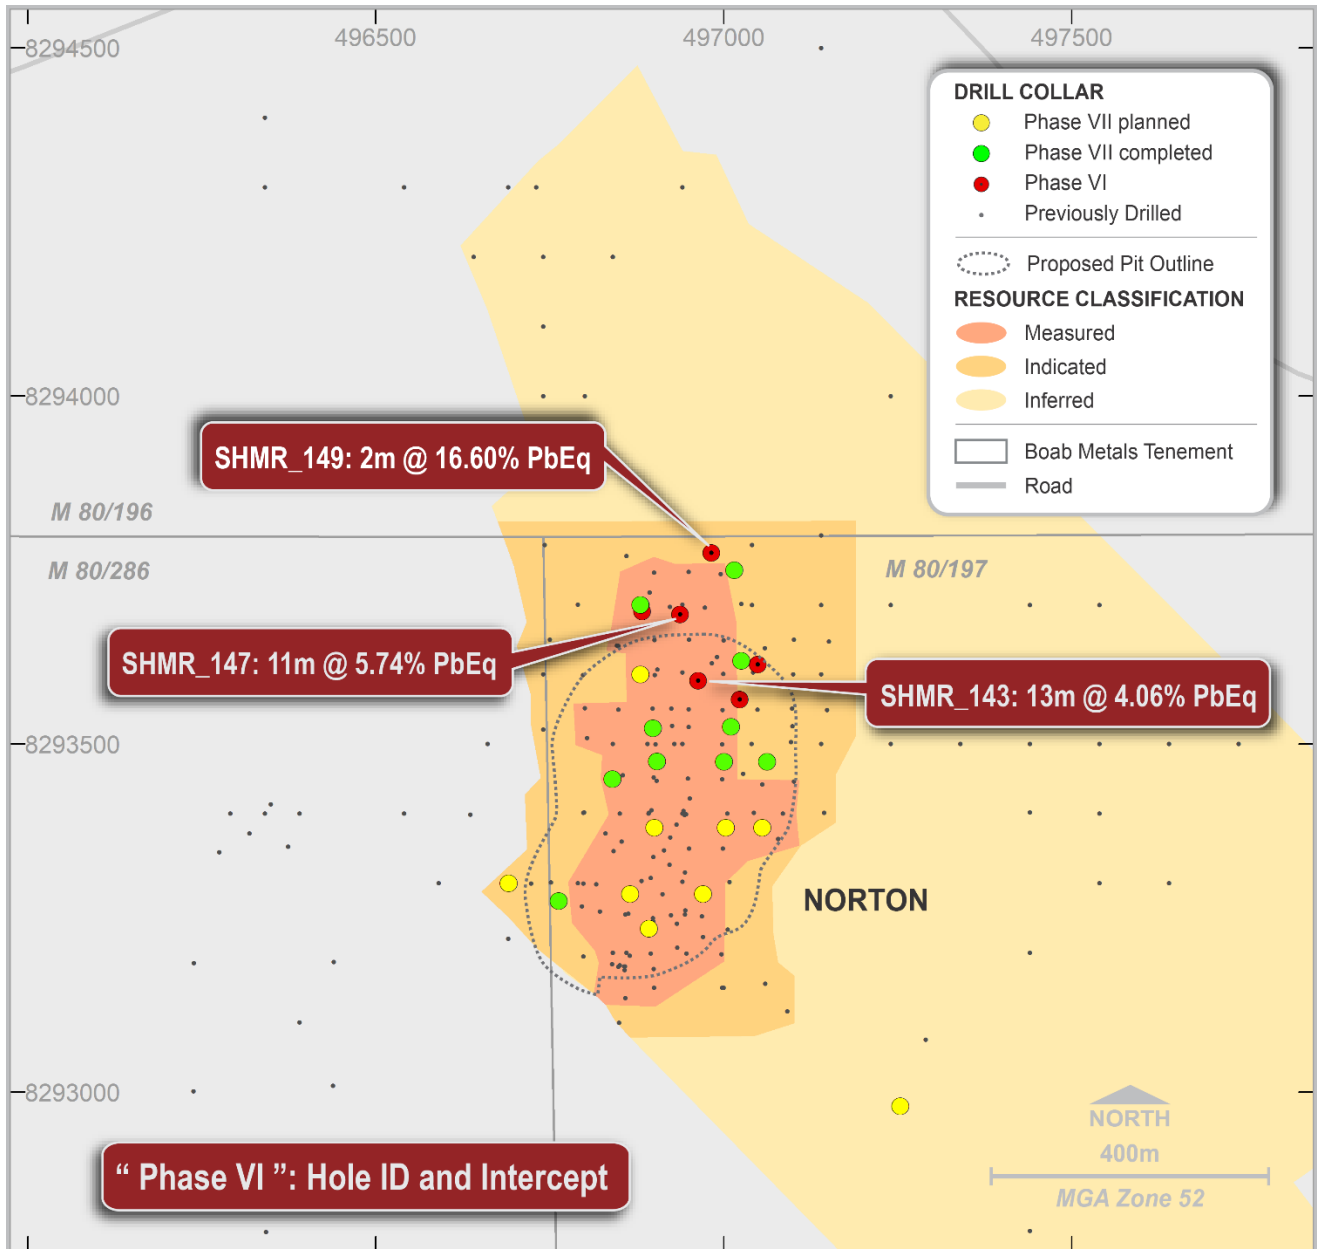 496500
497000
497500
8294500
DRILL COLLAR
Phase VII planned
Phase VII completed
Phase VI
Previously Drilled
Proposed Pit Outline
RESOURCE CLASSIFICATION
Measured
Indicated
Inferred
Boab Metals Tenement
Road
8294000
SHMR_149: 2m @ 16.60% PbEq
M 80/196
M 80/286
M 80/197
SHMR_147: 11m @ 5.74% PbEq
SHMR_143: 13m @ 4.06% PbEq
8293500
NORTON
8293000
NORTH
400m
MGA Zone 52
“ Phase VI ”: Hole ID and Intercept